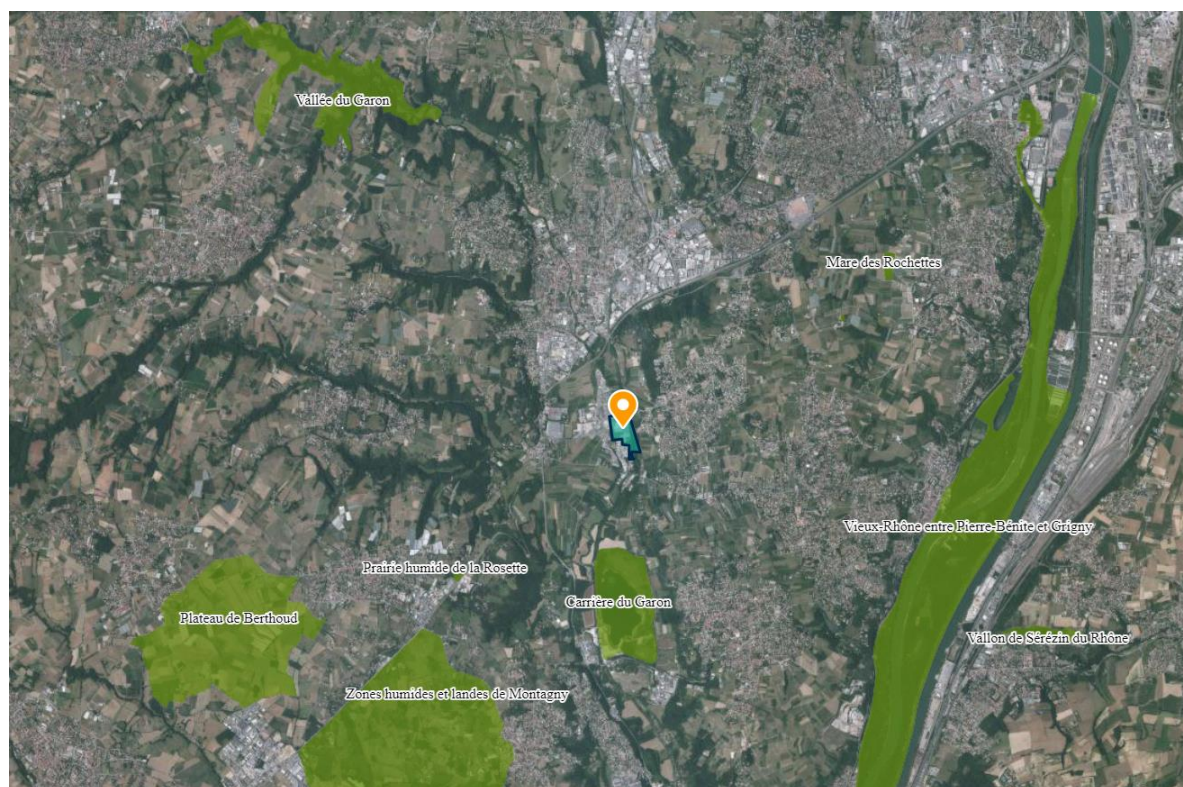 Vallée du Garon
Mare des Rochettes
Vieux-Rhône entre Pierre-Bénite et Grigny
Prairie humide de la Rosette
Carrière du Garon
Plateau de Berthoud
Vallon de Sérézin du Rhône
Zones humides et landes de Montagny